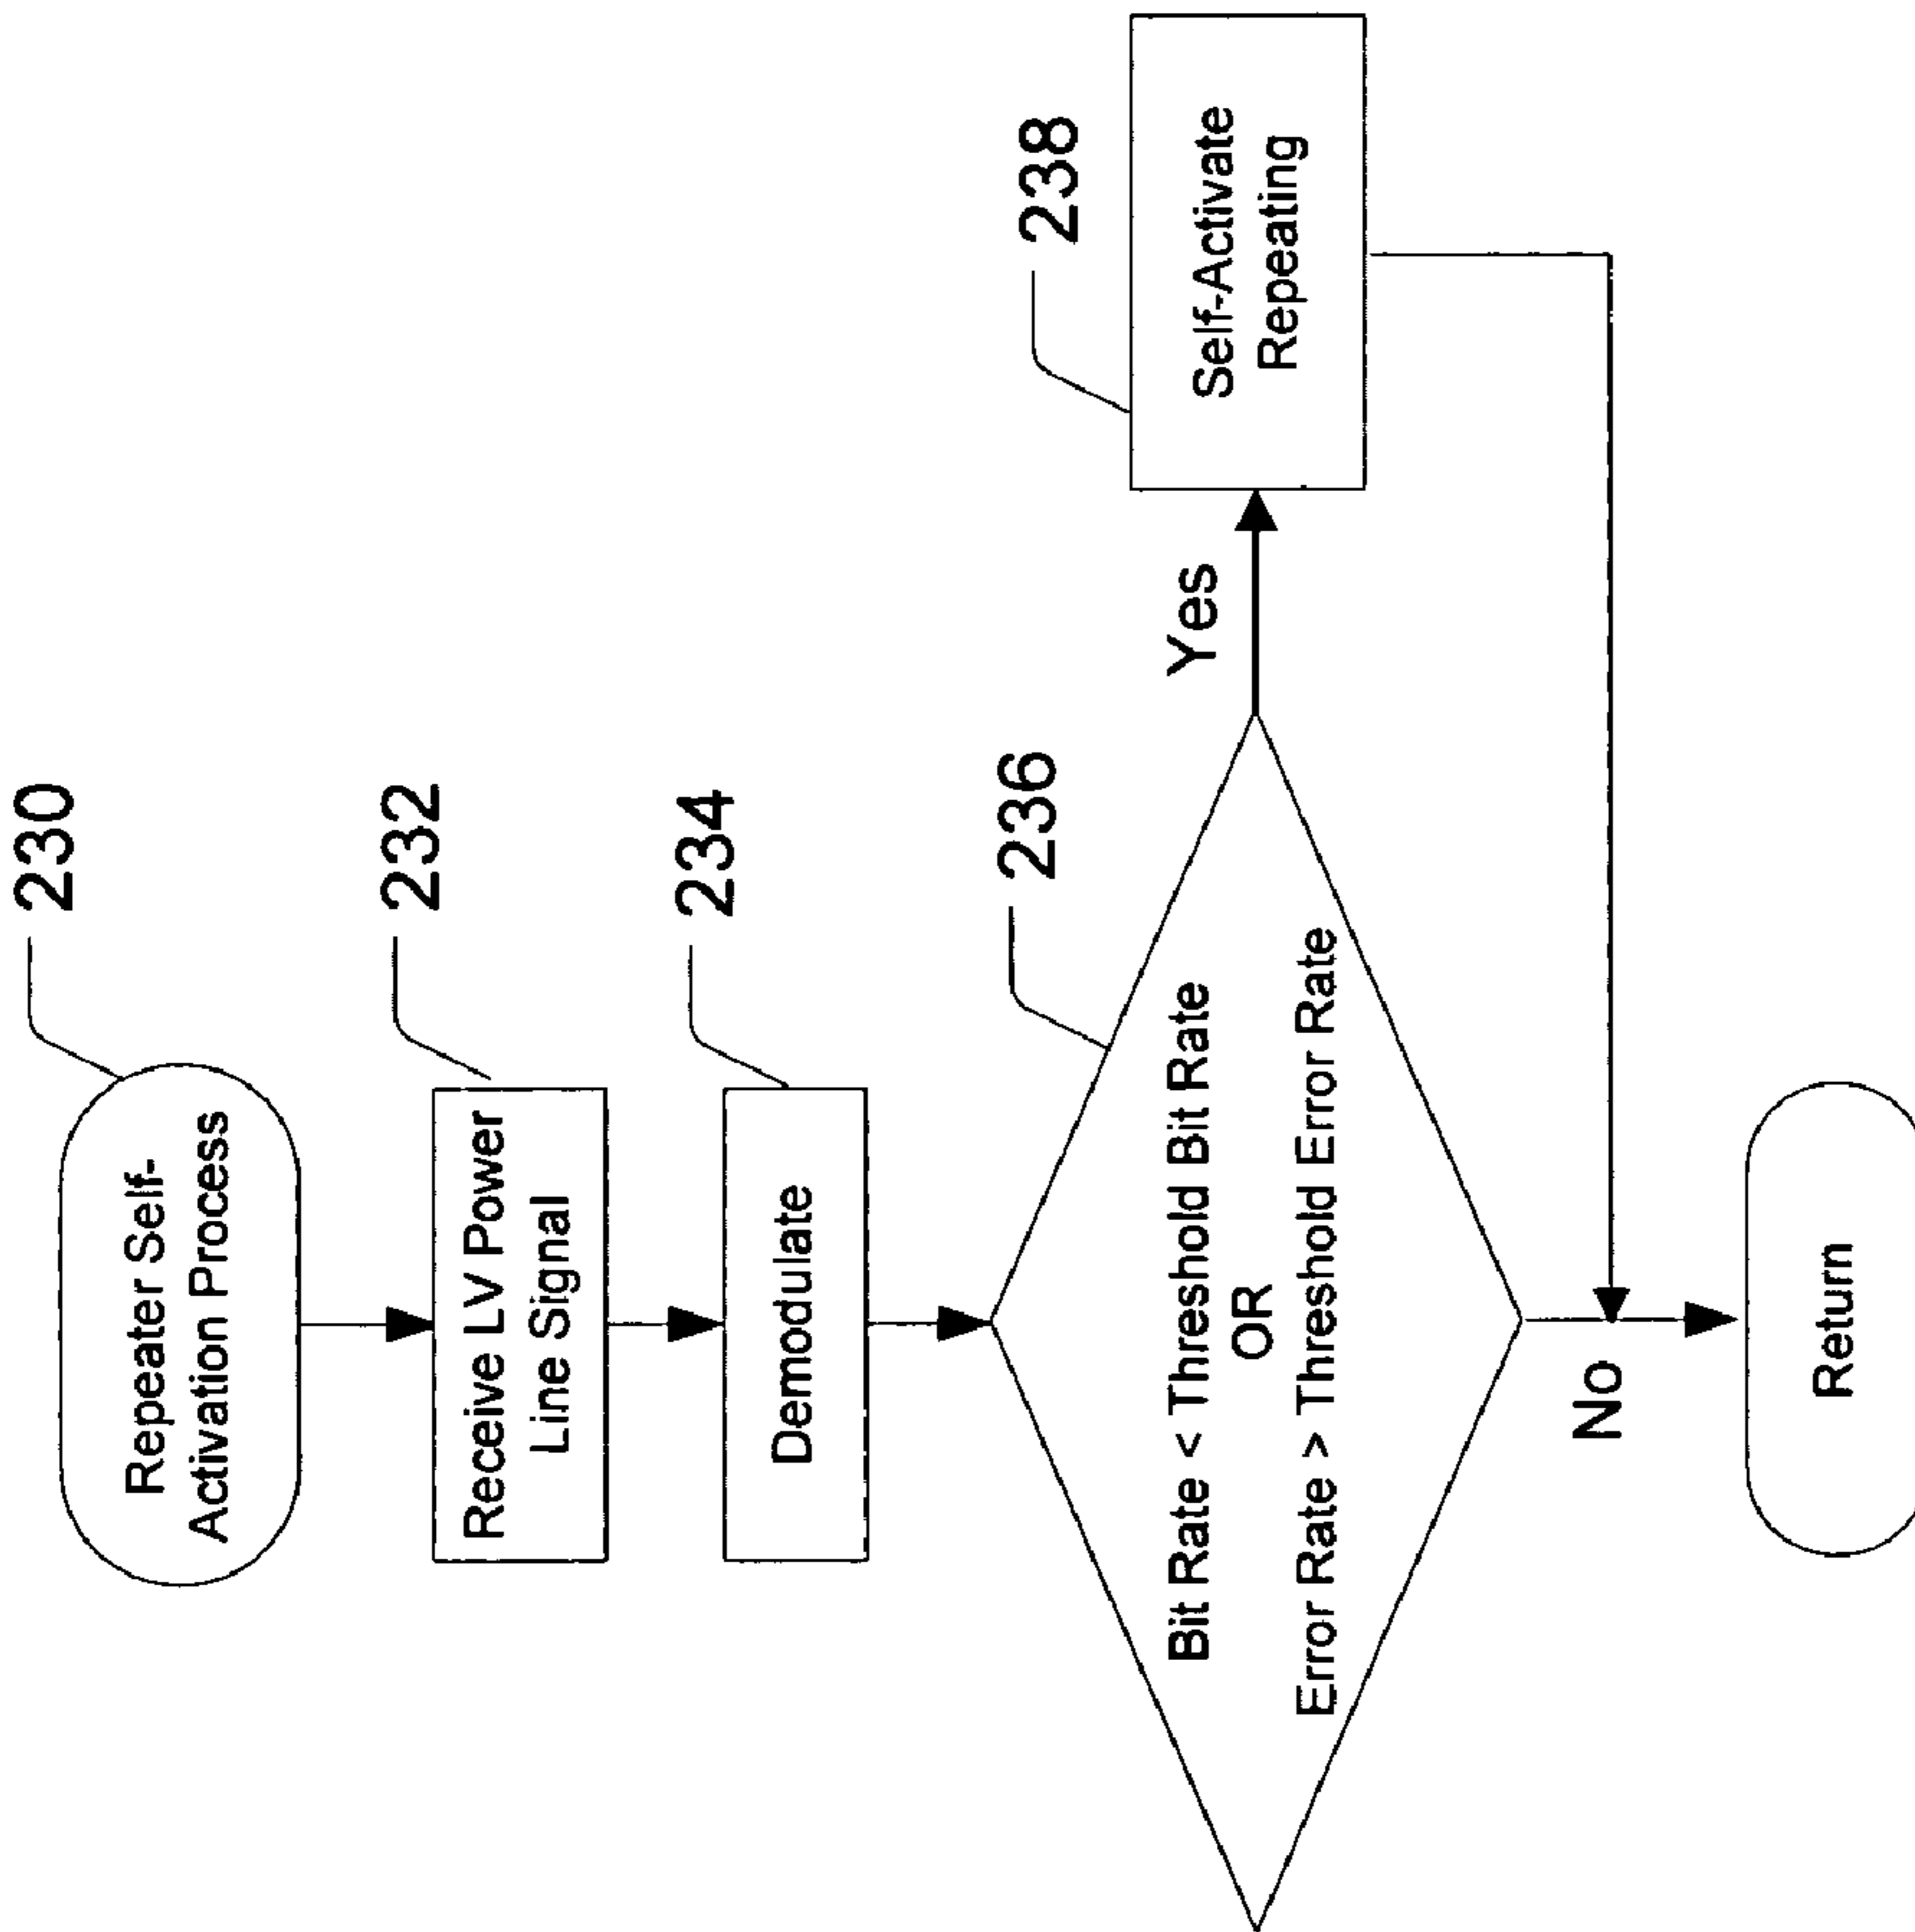 230
Repeater Self-
Activation Process
232
Receive LV Power
Line Signal
234
Demodulate
236
Bit Rate < Threshold Bit Rate
OR
Error Rate > Threshold Error Rate
Yes
238
Self-Activate
Repeating
No
Return